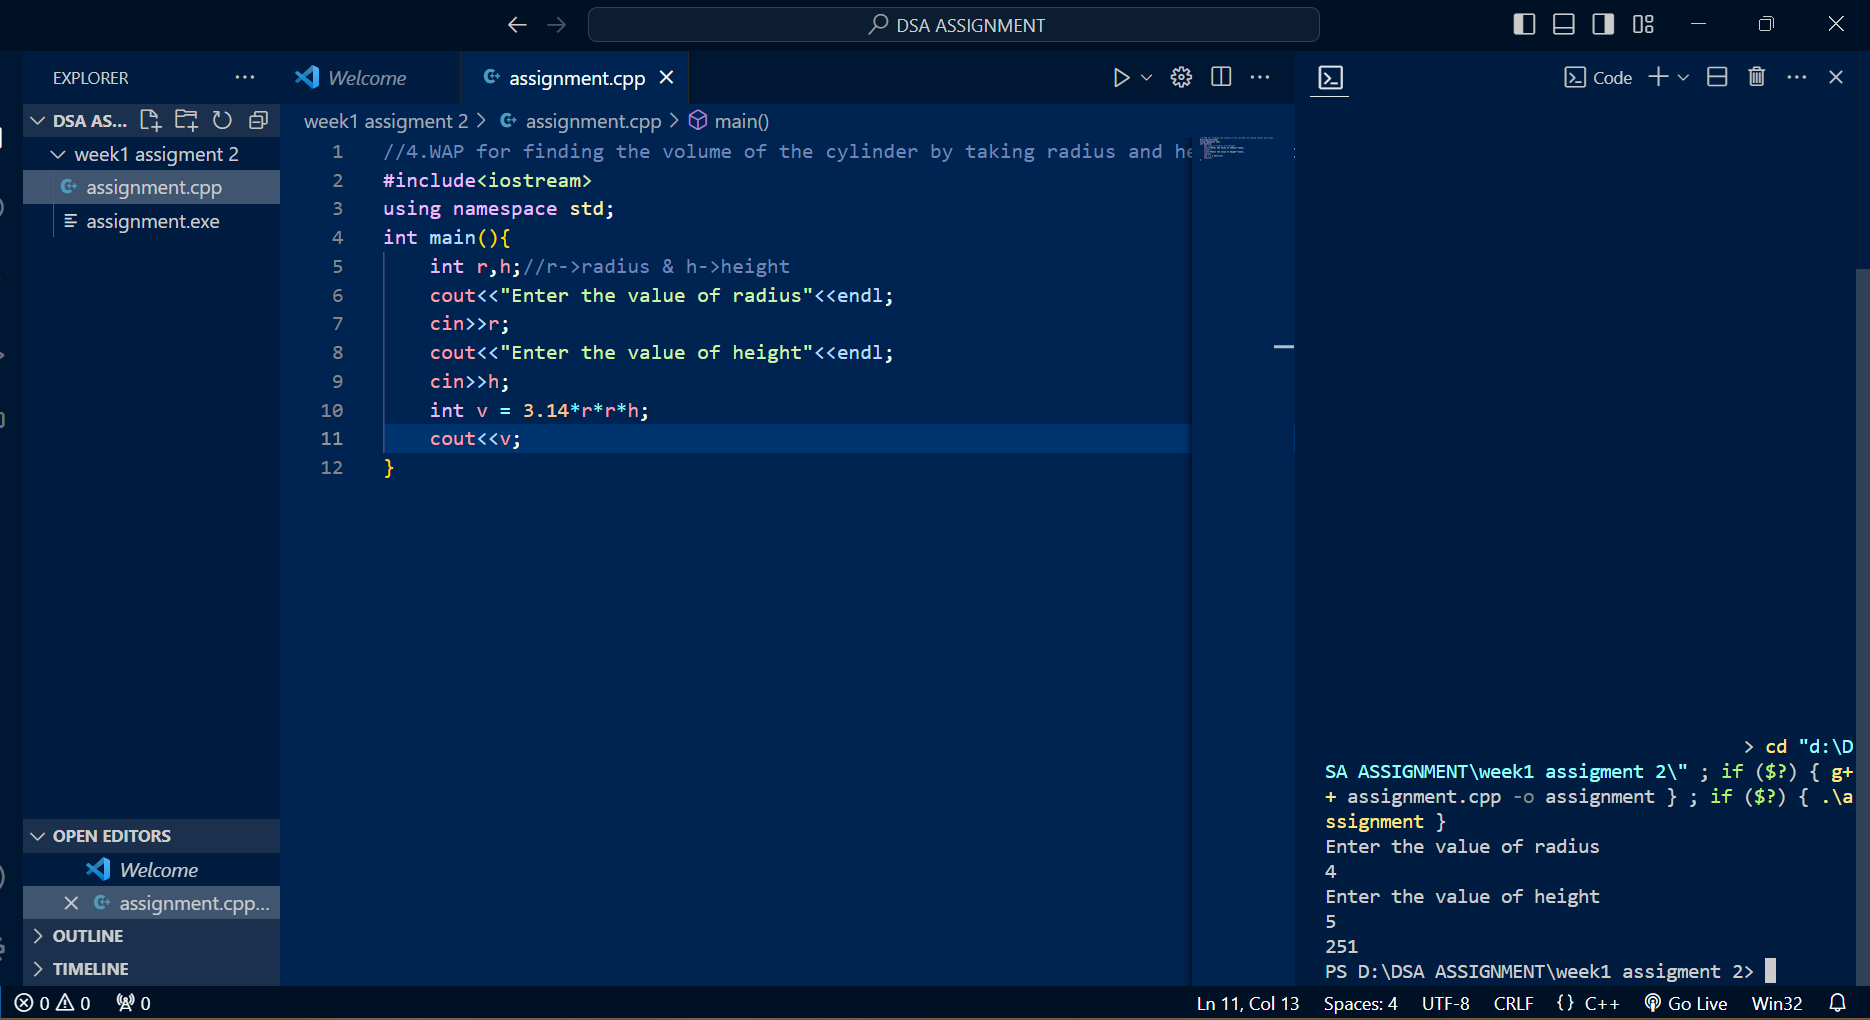 DSA ASSIGNMENT
EXPLORER
Welcome
assignment.cpp
Code
DSA AS...
week1 assigment 2 > assignment.cpp > main()
week1 assigment 2
assignment.cpp
assignment.exe
1 //4.WAP for finding the volume of the cylinder by taking radius and he
2 #include<iostream>
3 using namespace std;
4 int main(){
5 int r,h;//r->radius & h->height
6 cout<<"Enter the value of radius"<<endl;
7 cin>>r;
8 cout<<"Enter the value of height"<<endl;
9 cin>>h;
10 int v = 3.14*r*r*h;
11 cout<<v;
12 }
> cd "d:\D
SA ASSIGNMENT\week1 assigment 2\" ; if ($?) { g+
+ assignment.cpp -o assignment } ; if ($?) { .\a
ssignment }
Enter the value of radius
4
Enter the value of height
5
251
PS D:\DSA ASSIGNMENT\week1 assigment 2>
OPEN EDITORS
Welcome
assignment.cpp...
OUTLINE
TIMELINE
0 0 0 Ln 11, Col 13 Spaces: 4 UTF-8 CRLF {} C++ Go Live Win32